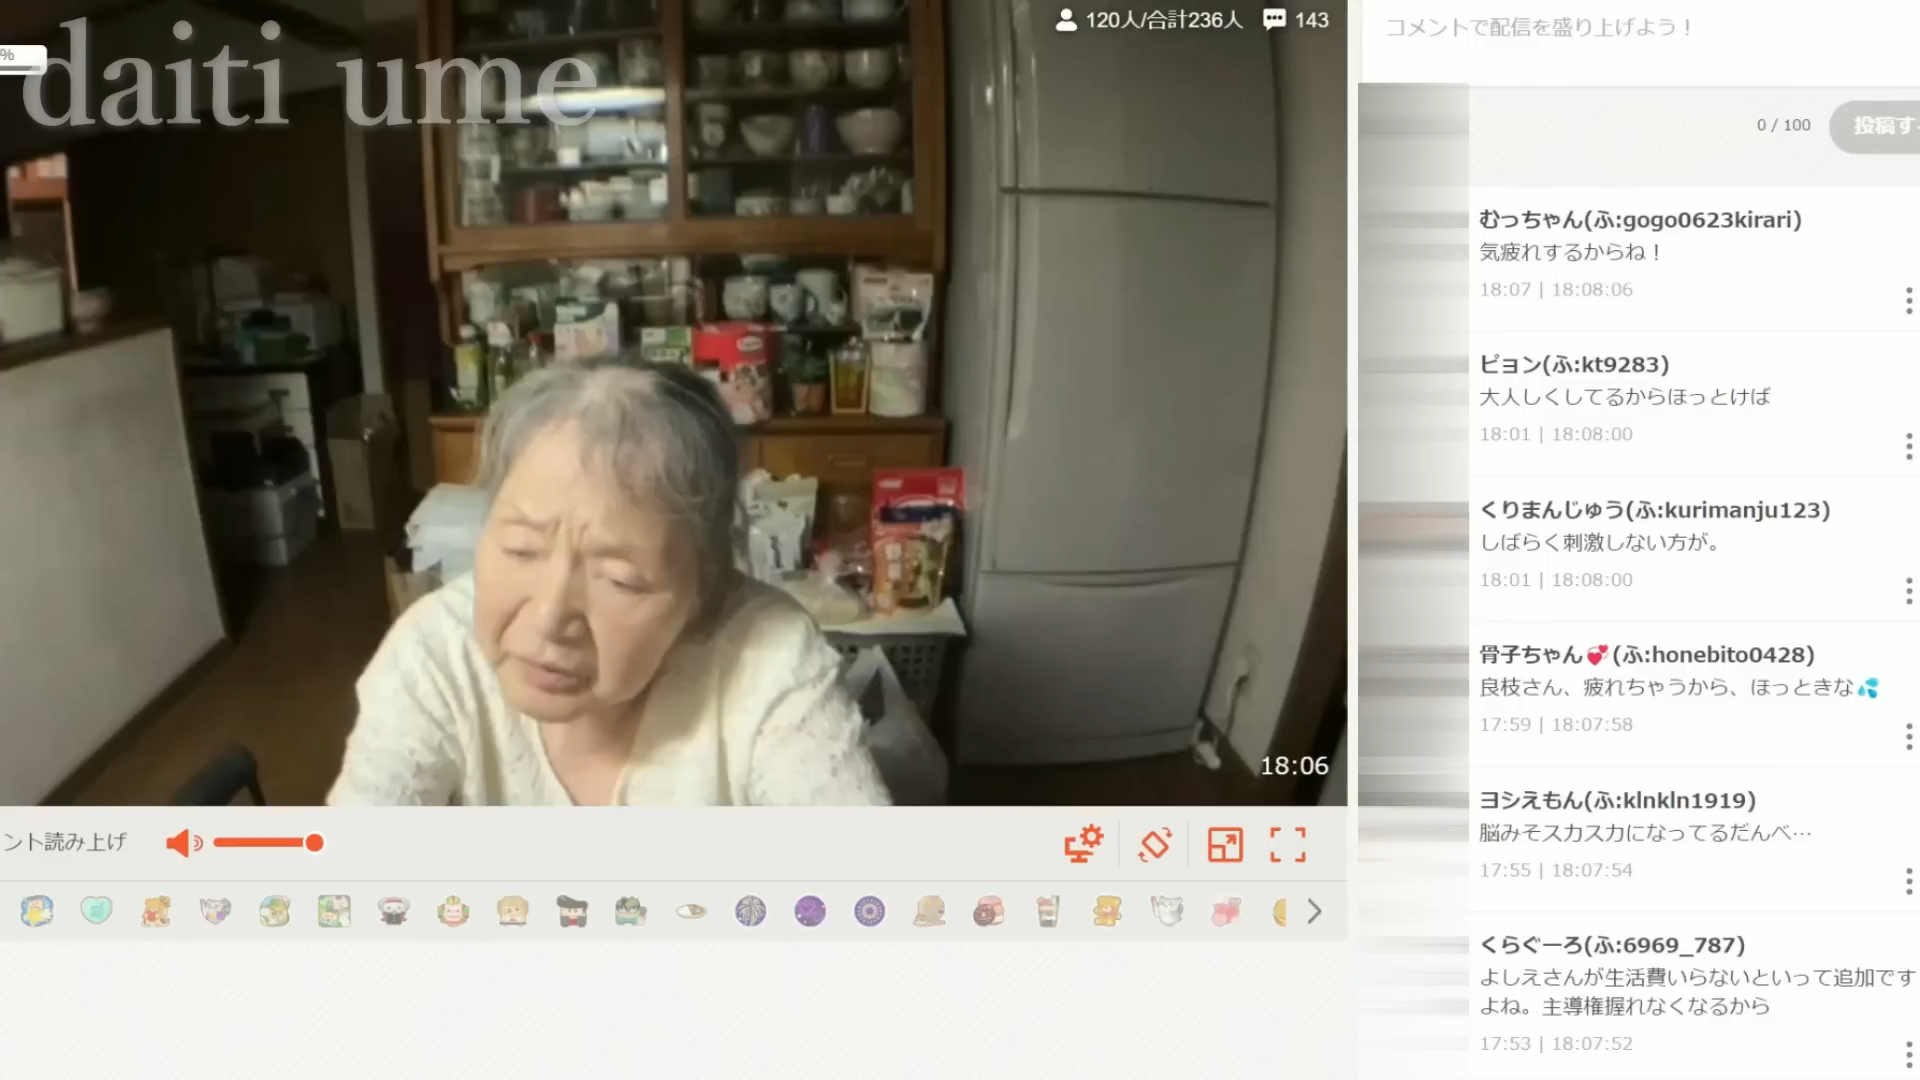 daiti ume
%
120人/合計236人 143
18:06
ント読み上げ
コメントで配信を盛り上げよう！
0 / 100
投稿す
むっちゃん(ふ:gogo0623kirari)
気疲れするからね！
18:07 | 18:08:06
ピョン(ふ:kt9283)
大人しくしてるからほっとけば
18:01 | 18:08:00
くりまんじゅう(ふ:kurimanju123)
しばらく刺激しない方が。
18:01 | 18:08:00
骨子ちゃん💞(ふ:honebito0428)
良枝さん、疲れちゃうから、ほっときな💦
17:59 | 18:07:58
ヨシえもん(ふ:klnkln1919)
脳みそスカスカになってるだんべ…
17:55 | 18:07:54
くらぐーろ(ふ:6969_787)
よしえさんが生活費いらないといって追加です
よね。主導権握れなくなるから
17:53 | 18:07:52